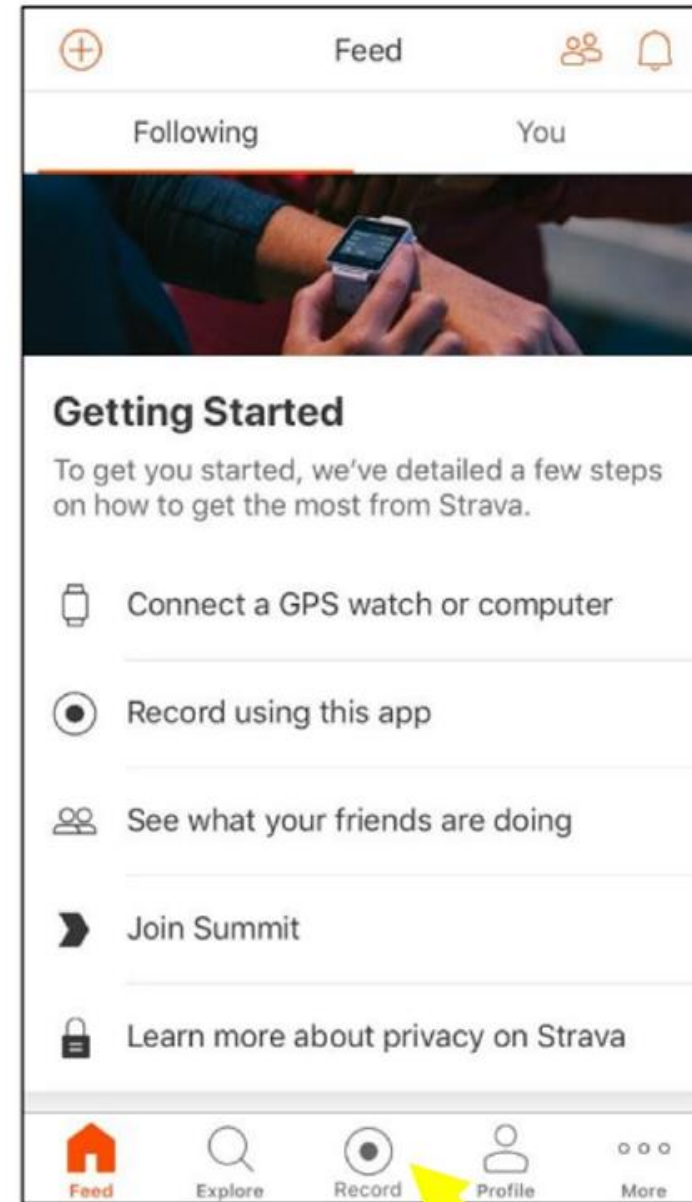 Feed
Following You
Getting Started
To get you started, we've detailed a few steps
on how to get the most from Strava.
Connect a GPS watch or computer
Record using this app
See what your friends are doing
Join Summit
Learn more about privacy on Strava
Feed Explore Record Profile More